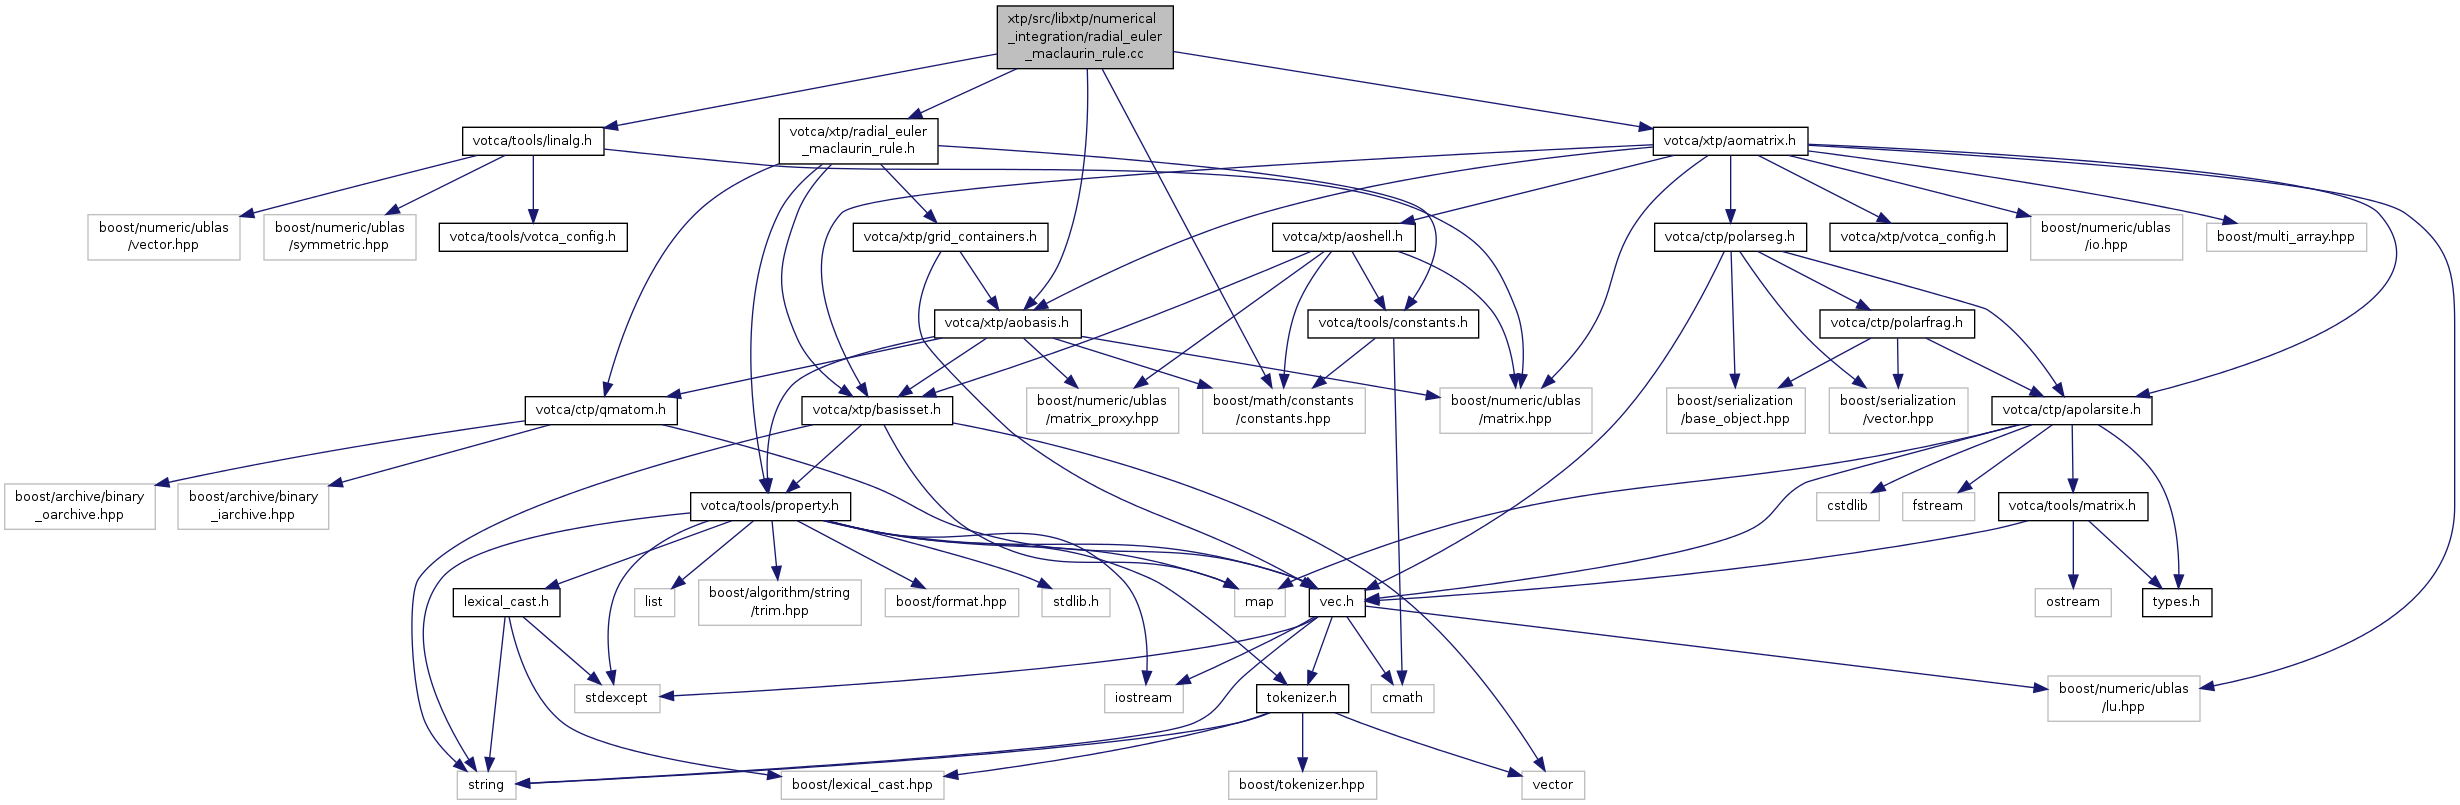 xtp/src/libxtp/numerical
_integration/radial_euler
_maclaurin_rule.cc
votca/tools/linalg.h
votca/xtp/radial_euler
_maclaurin_rule.h
votca/xtp/aomatrix.h
boost/numeric/ublas
/vector.hpp
boost/numeric/ublas
/symmetric.hpp
votca/tools/votca_config.h
votca/xtp/grid_containers.h
votca/xtp/aoshell.h
votca/ctp/polarseg.h
votca/xtp/votca_config.h
boost/numeric/ublas
/io.hpp
boost/multi_array.hpp
votca/xtp/aobasis.h
votca/tools/constants.h
votca/ctp/polarfrag.h
votca/ctp/qmatom.h
votca/xtp/basisset.h
boost/numeric/ublas
/matrix_proxy.hpp
boost/math/constants
/constants.hpp
boost/numeric/ublas
/matrix.hpp
boost/serialization
/base_object.hpp
boost/serialization
/vector.hpp
votca/ctp/apolarsite.h
boost/archive/binary
_oarchive.hpp
boost/archive/binary
_iarchive.hpp
votca/tools/property.h
cstdlib
fstream
votca/tools/matrix.h
lexical_cast.h
list
boost/algorithm/string
/trim.hpp
boost/format.hpp
stdlib.h
map
vec.h
ostream
types.h
stdexcept
iostream
tokenizer.h
cmath
boost/numeric/ublas
/lu.hpp
string
boost/lexical_cast.hpp
boost/tokenizer.hpp
vector